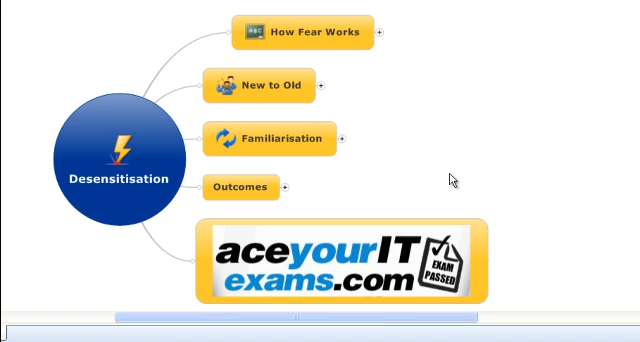 How Fear Works
New to Old
Familiarisation
Desensitisation
Outcomes
aceyourIT
exams.com
EXAM
PASSED